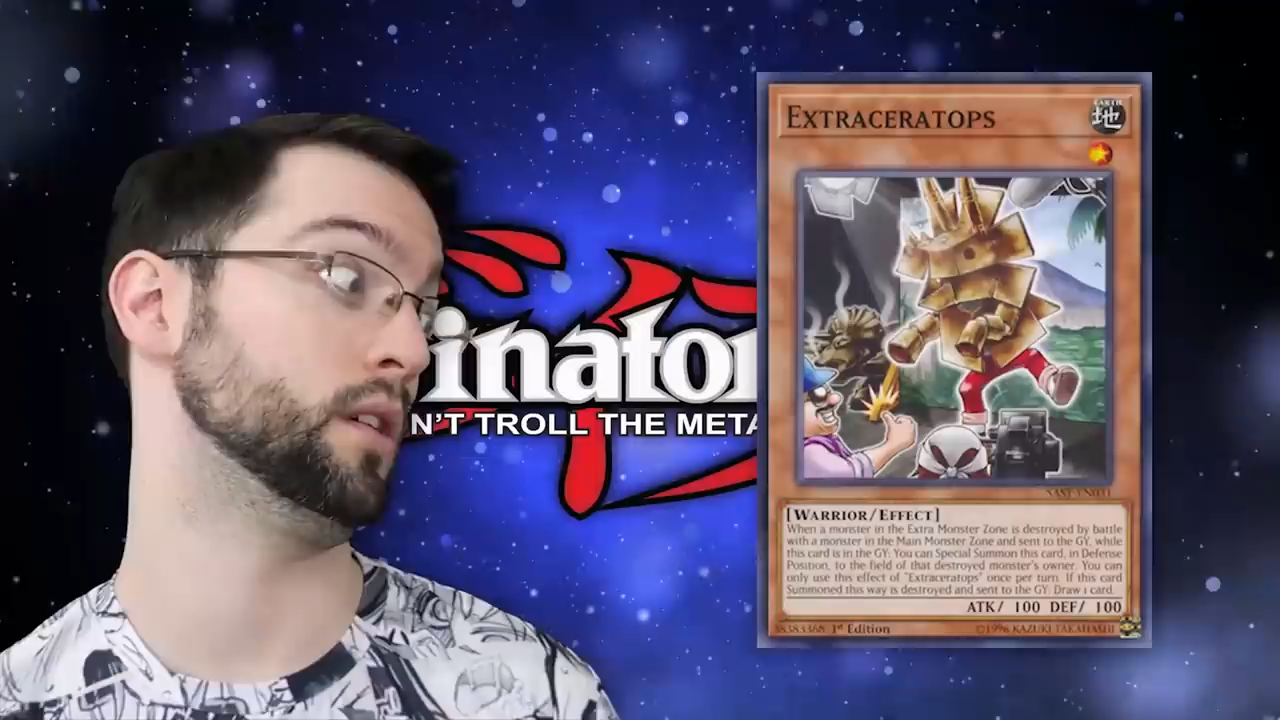 EXTRACERATOPS
EARTH
地
inator
N'T TROLL THE META
[WARRIOR/EFFECT]
When a monster in the Extra Monster Zone is destroyed by battle
with a monster in the Main Monster Zone and sent to the GY, while
this card is in the GY: You can Special Summon this card, in Defense
Position, to the field of that destroyed monster's owner. You can
only use this effect of "Extraceratops" once per turn. If this card
Summoned this way is destroyed and sent to the GY: Draw 1 card.
ATK/ 100 DEF/ 100
1st Edition
©1996 KAZUKI TAKAHASHI